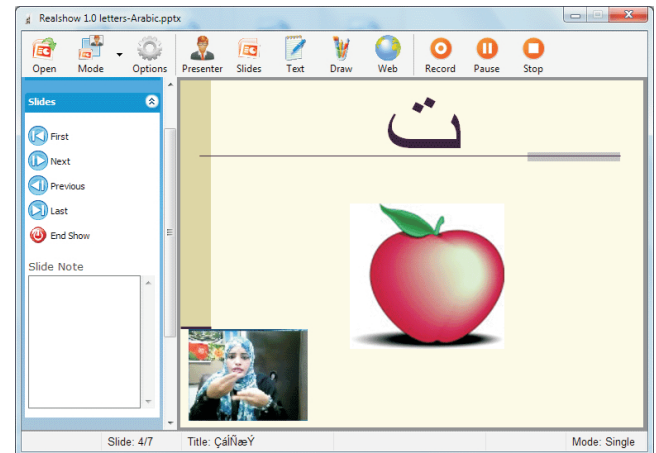 Realshow 1.0 letters-Arabic.pptx
Open Mode Options Presenter Slides Text Draw Web Record Pause Stop
Slides
First
Next
Previous
Last
End Show
Slide Note
ت
Slide: 4/7 Title: ÇáÍÑæÝ Mode: Single